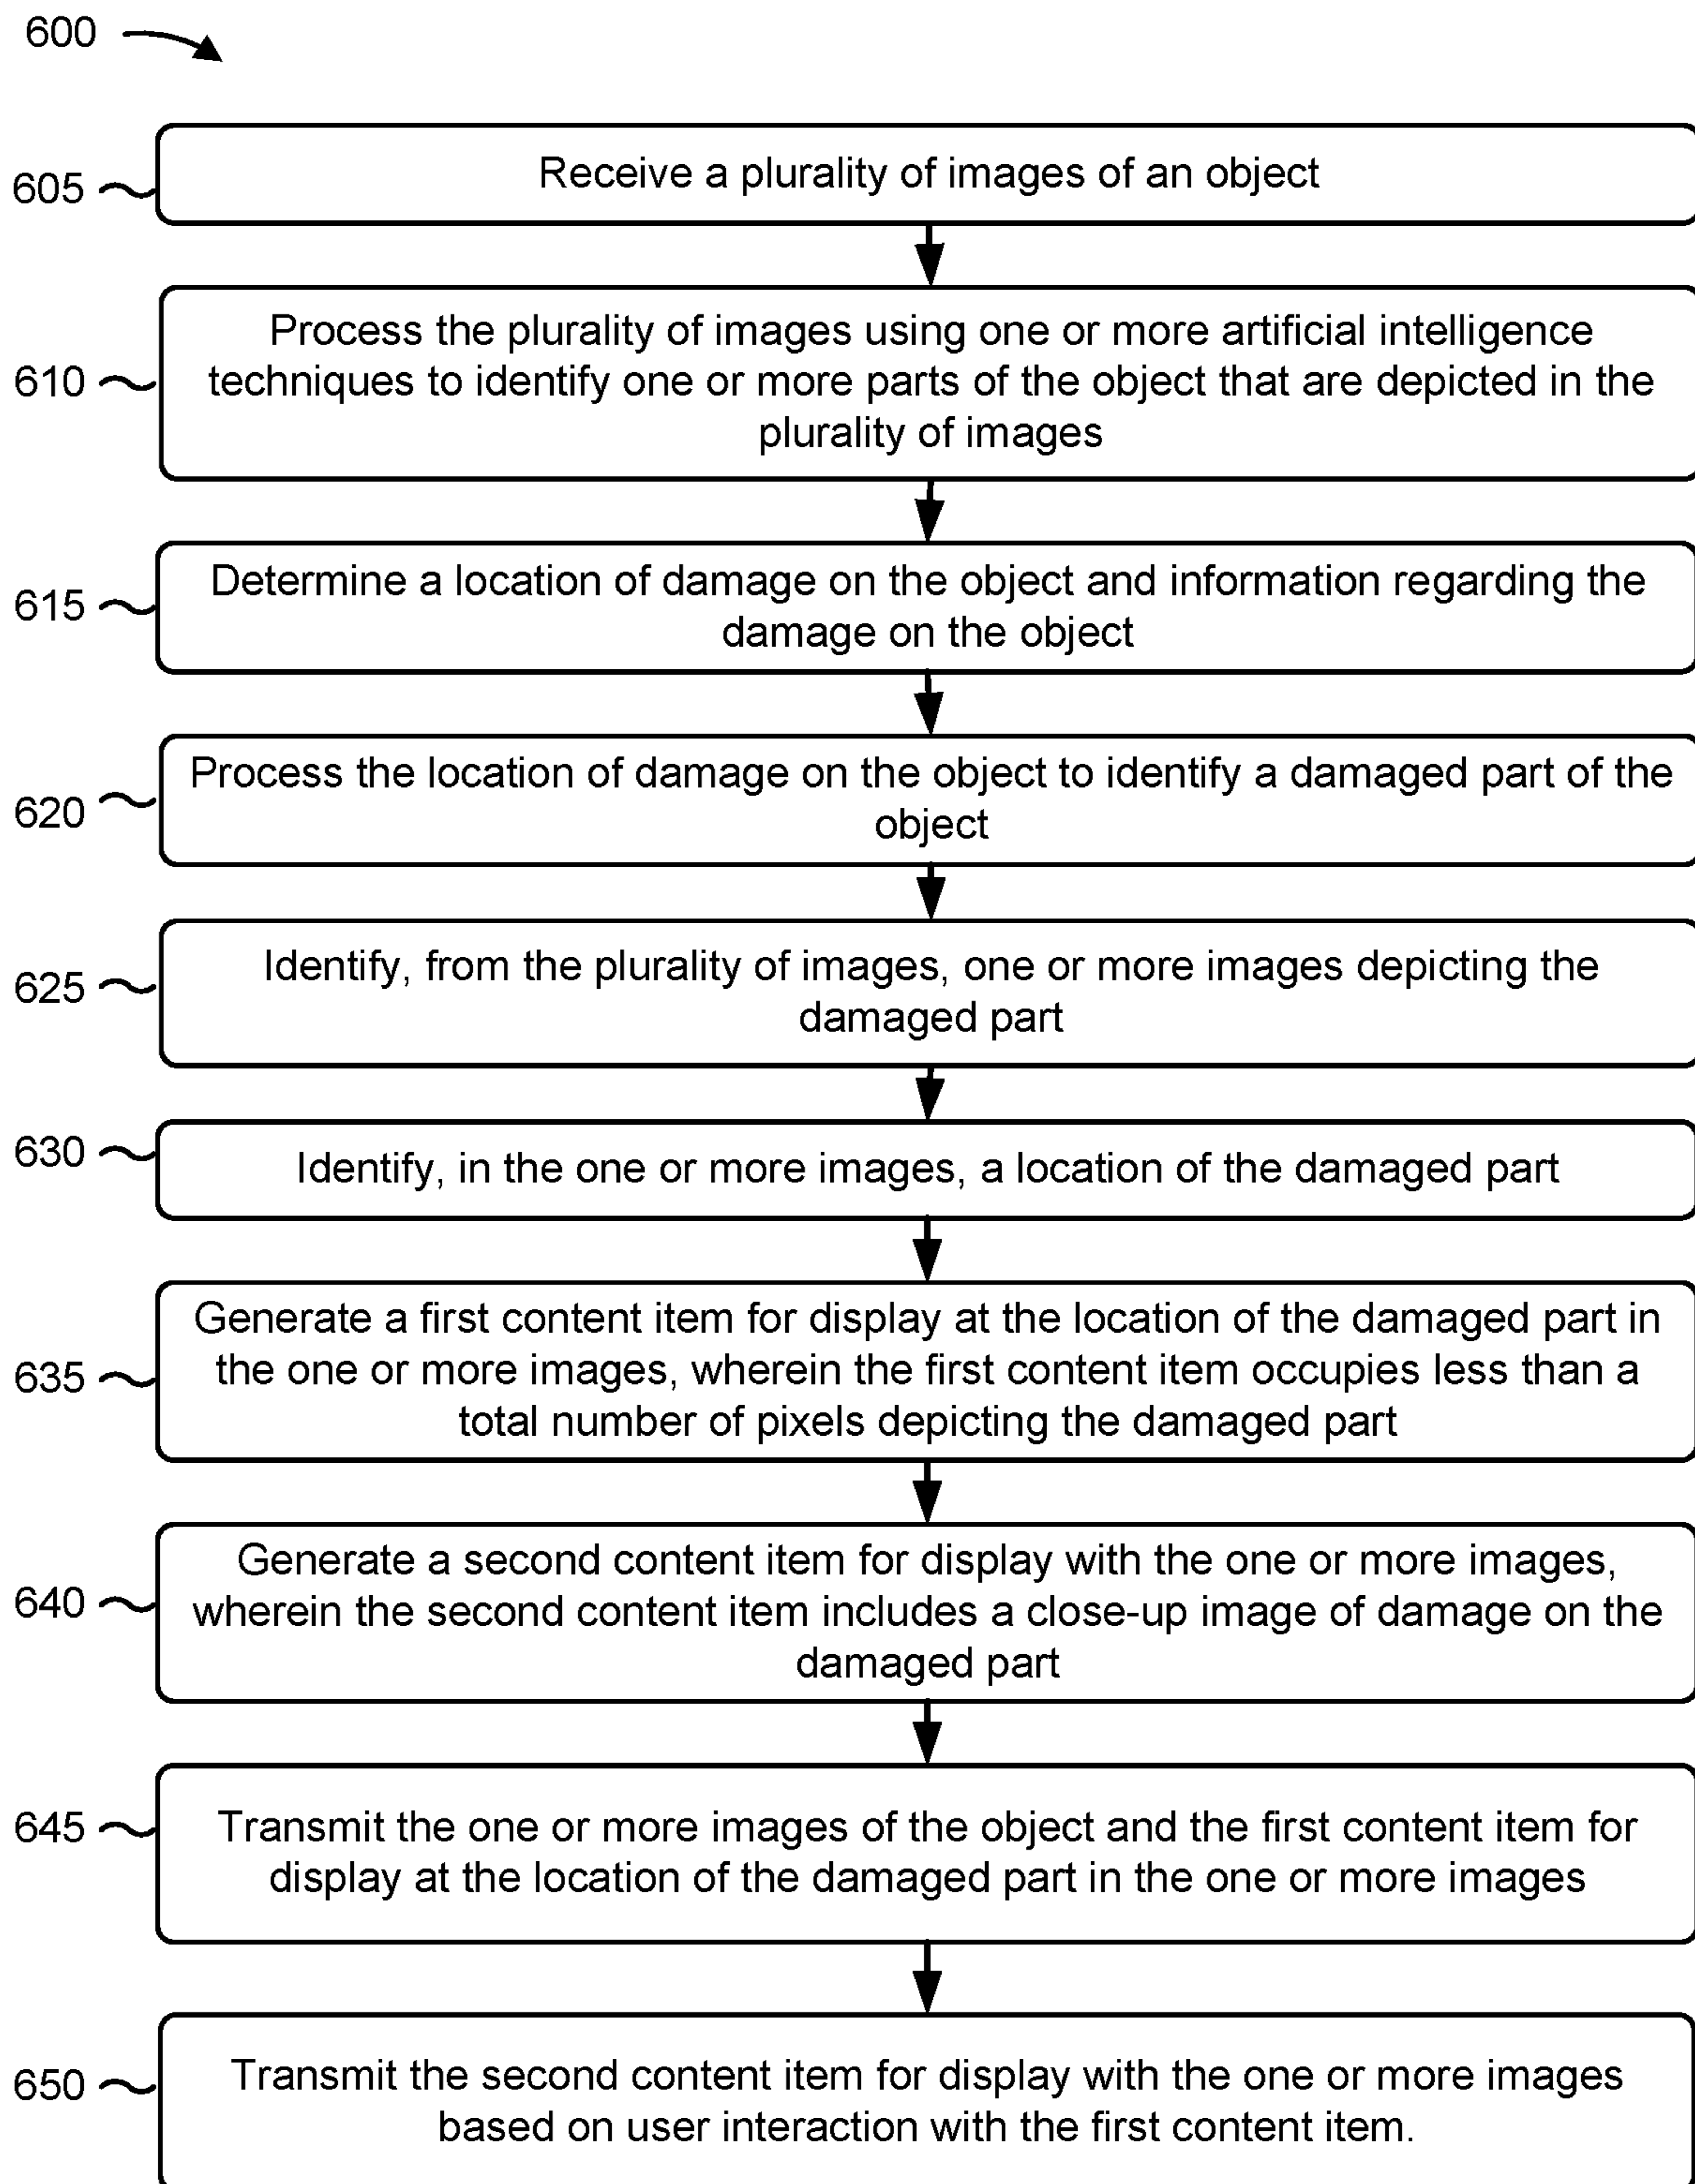 600
605
Receive a plurality of images of an object
610
Process the plurality of images using one or more artificial intelligence
techniques to identify one or more parts of the object that are depicted in the
plurality of images
615
Determine a location of damage on the object and information regarding the
damage on the object
620
Process the location of damage on the object to identify a damaged part of the
object
625
Identify, from the plurality of images, one or more images depicting the
damaged part
630
Identify, in the one or more images, a location of the damaged part
635
Generate a first content item for display at the location of the damaged part in
the one or more images, wherein the first content item occupies less than a
total number of pixels depicting the damaged part
640
Generate a second content item for display with the one or more images,
wherein the second content item includes a close-up image of damage on the
damaged part
645
Transmit the one or more images of the object and the first content item for
display at the location of the damaged part in the one or more images
650
Transmit the second content item for display with the one or more images
based on user interaction with the first content item.